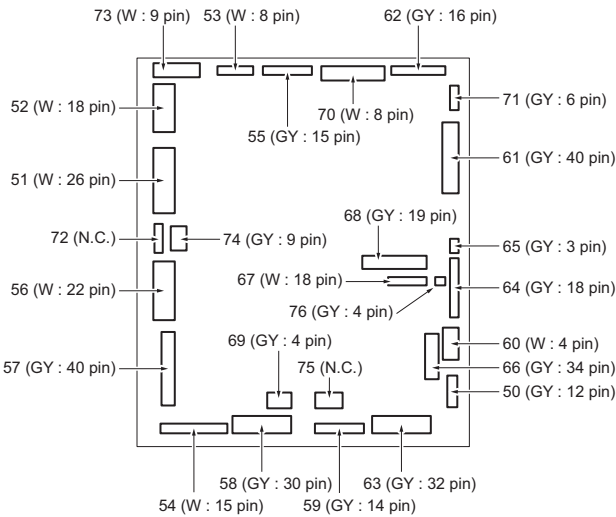 73 (W : 9 pin)
53 (W : 8 pin)
62 (GY : 16 pin)
52 (W : 18 pin)
70 (W : 8 pin)
71 (GY : 6 pin)
55 (GY : 15 pin)
61 (GY : 40 pin)
51 (W : 26 pin)
68 (GY : 19 pin)
72 (N.C.)
74 (GY : 9 pin)
65 (GY : 3 pin)
67 (W : 18 pin)
64 (GY : 18 pin)
56 (W : 22 pin)
76 (GY : 4 pin)
69 (GY : 4 pin)
60 (W : 4 pin)
57 (GY : 40 pin)
75 (N.C.)
66 (GY : 34 pin)
50 (GY : 12 pin)
58 (GY : 30 pin)
63 (GY : 32 pin)
54 (W : 15 pin)
59 (GY : 14 pin)